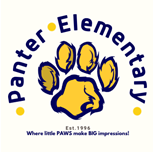 Panter Elementary
Est.1996
Where little PAWS make BIG impressions!